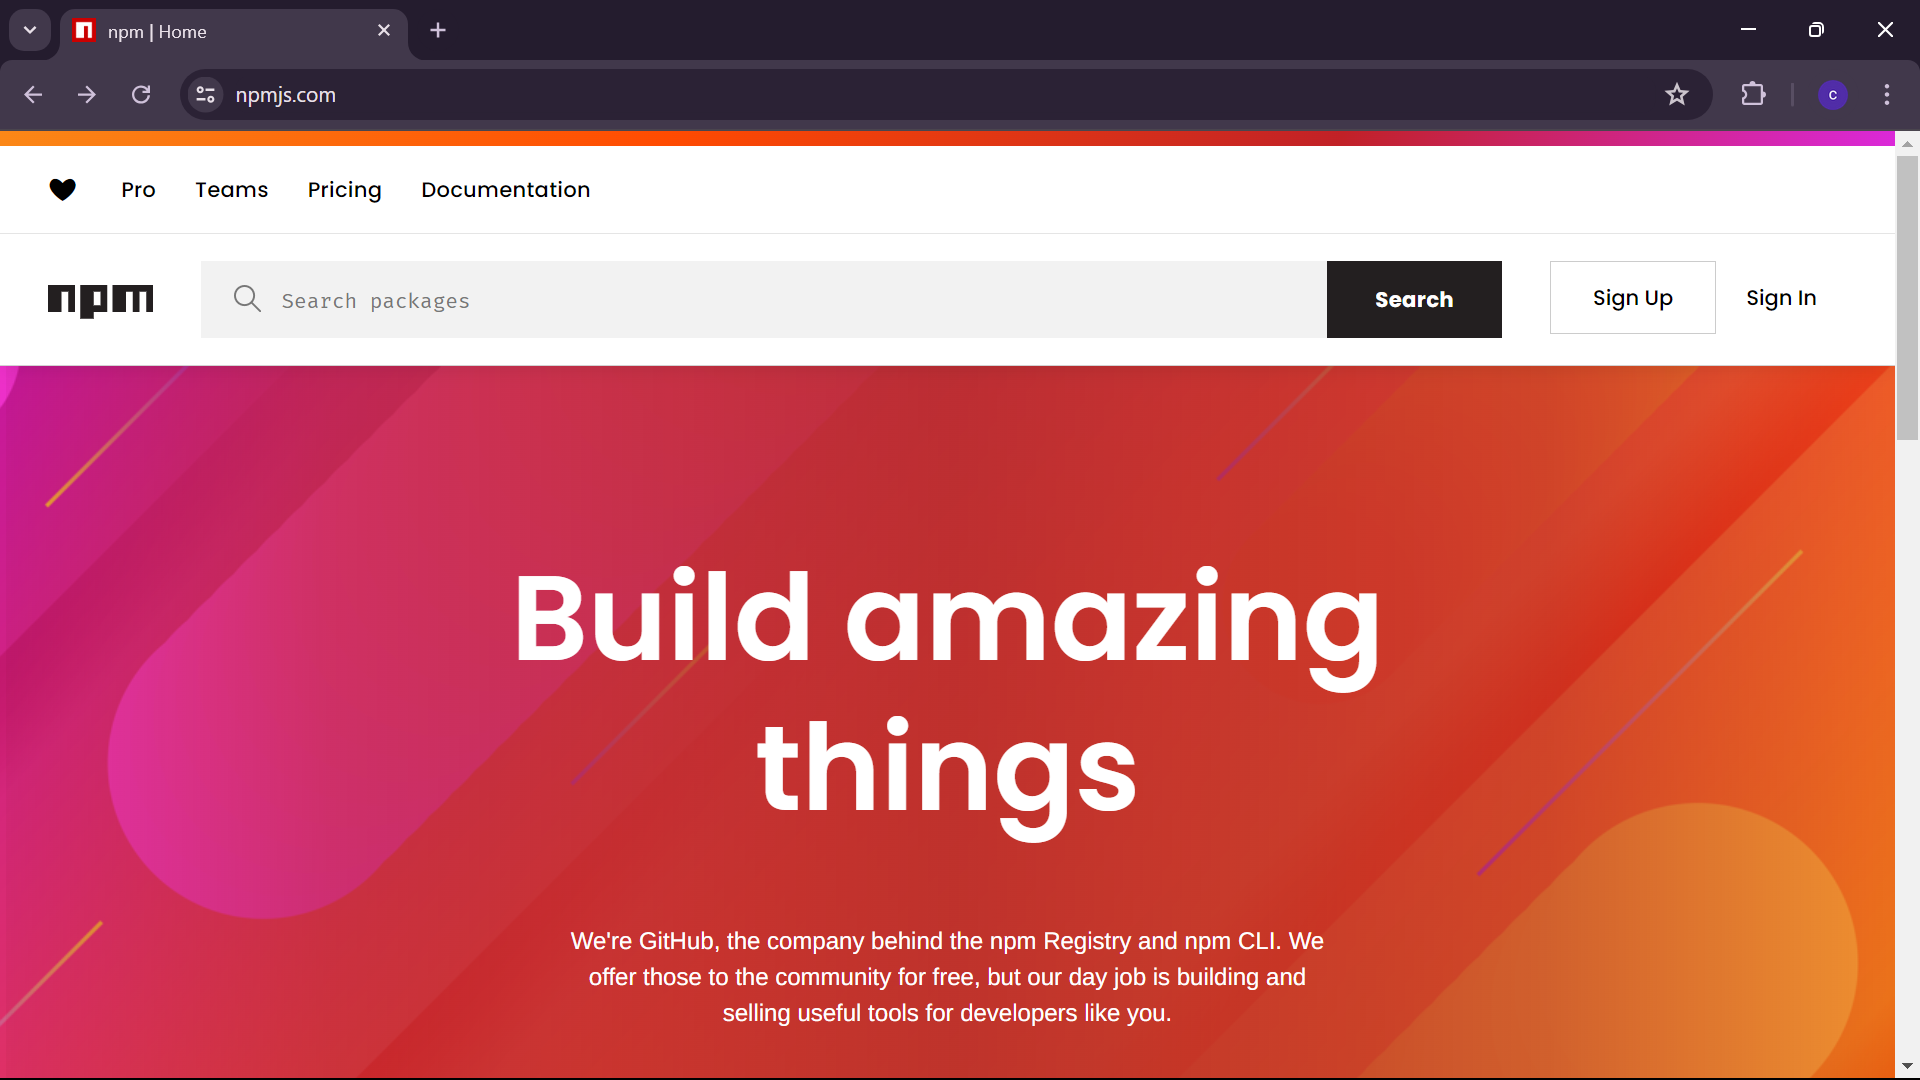 npm | Home
npmjs.com
C
Pro Teams Pricing Documentation
npm Search packages Search Sign Up Sign In
Build amazing
things
We're GitHub, the company behind the npm Registry and npm CLI. We
offer those to the community for free, but our day job is building and
selling useful tools for developers like you.